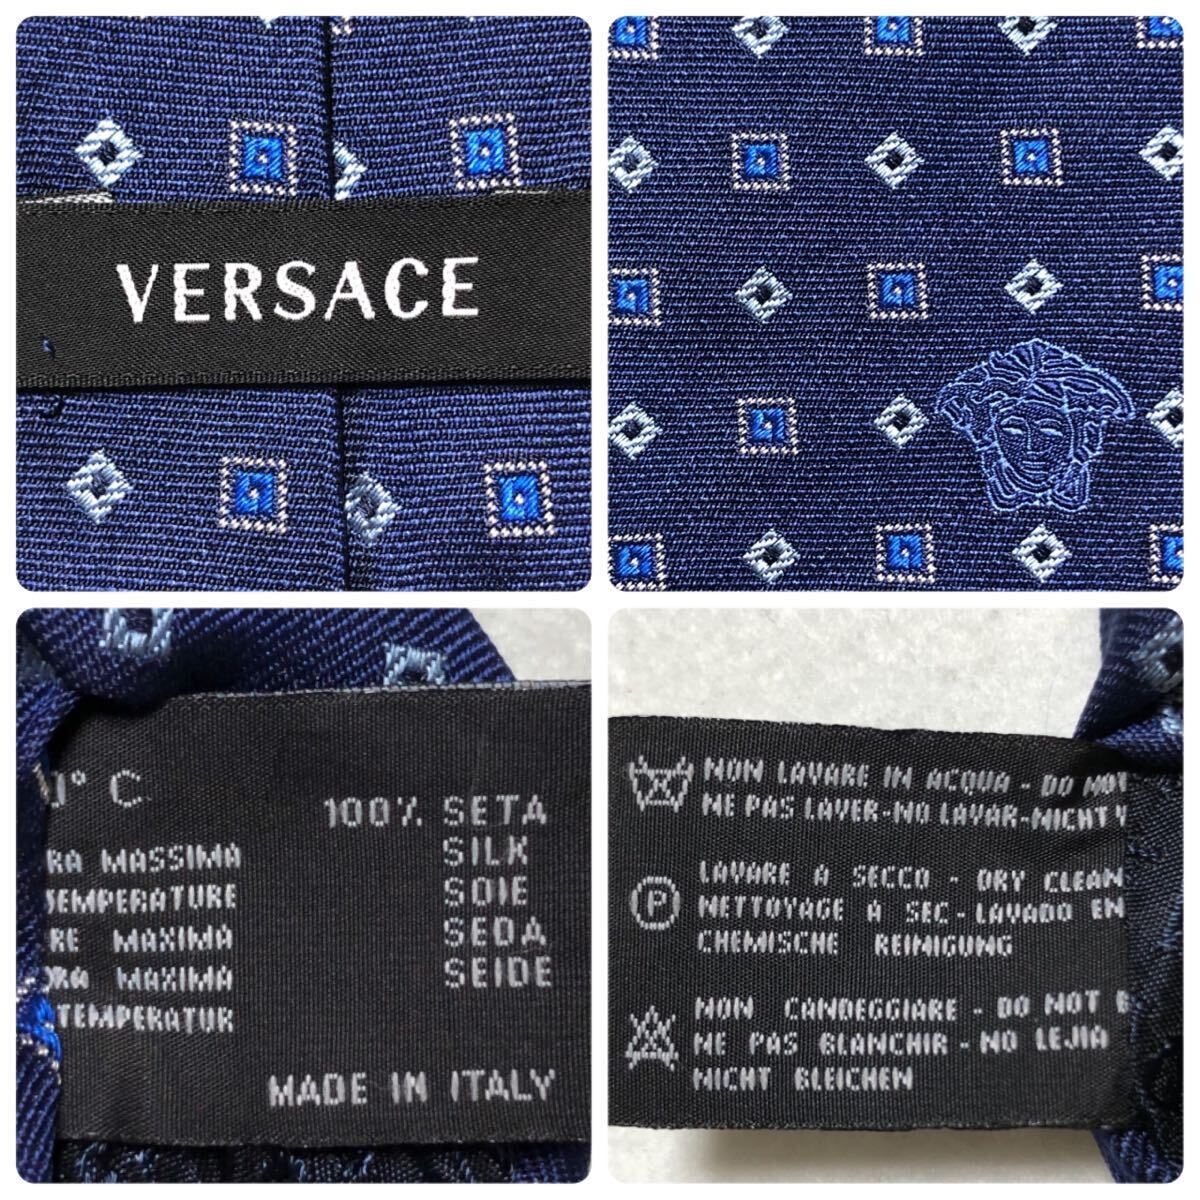 VERSACE
0° C
100% SETA
SILK
SOIE
SEDA
SEIDE
RA MASSIMA
TEMPERATURE
RE MAXIMA
RA MAXIMA
TEMPERATUR
MADE IN ITALY
NON LAVARE IN ACQUA - DO NOT
NE PAS LAVER-NO LAVAR-NICHT
P
LAVARE A SECCO - DRY CLEAN
NETTOYAGE A SEC-LAVADO EN
CHEMISCHE REINIGUNG
NON CANDEGGIARE - DO NOT B
NE PAS BLANCHIR - NO LEJIA
NICHT BLEICHEN